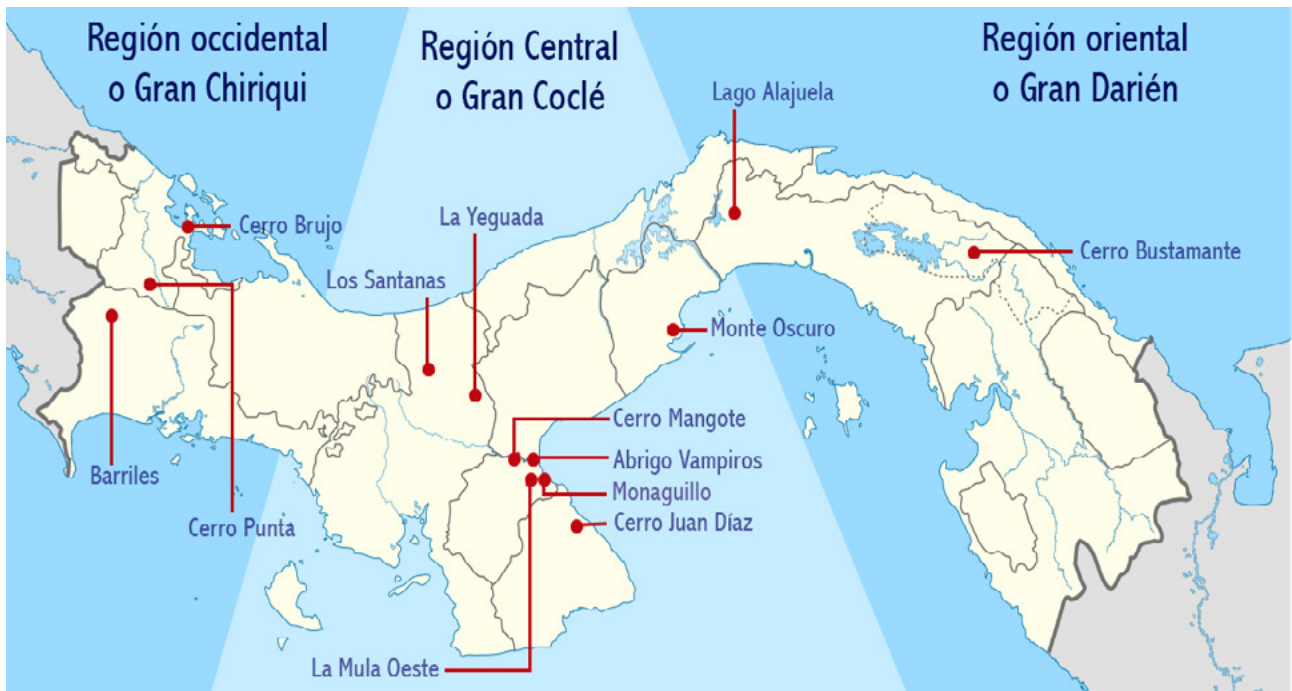 Región occidental
o Gran Chiriqui
Región Central
o Gran Coclé
Región oriental
o Gran Darién
Lago Alajuela
Cerro Brujo
La Yeguada
Cerro Bustamante
Los Santanas
Monte Oscuro
Cerro Mangote
Abrigo Vampiros
Barriles
Monaguillo
Cerro Punta
Cerro Juan Díaz
La Mula Oeste